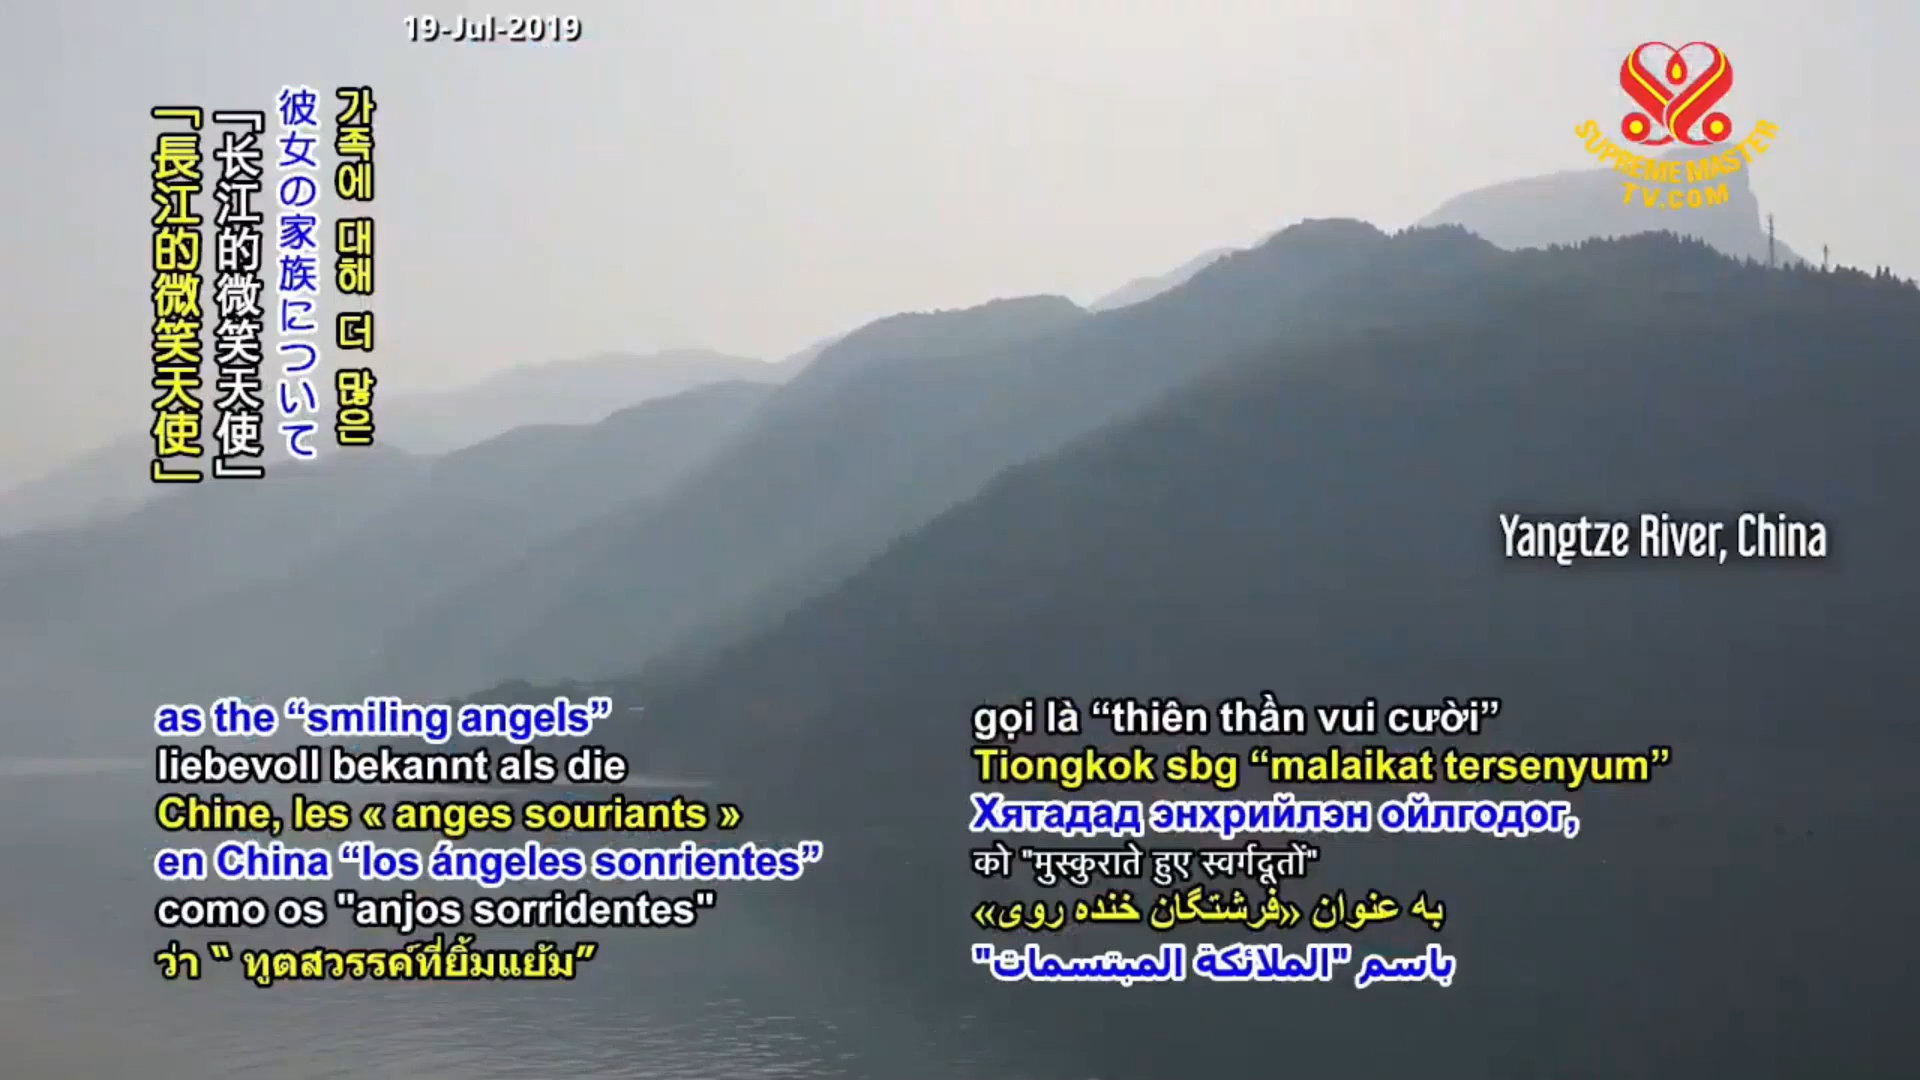 19-Jul-2019
SUPREME MASTER
TV.COM
가족에 대해 더 많은
彼女の家族について
「长江的微笑天使」
「長江的微笑天使」
Yangtze River, China
as the “smiling angels”
liebevoll bekannt als die
Chine, les « anges souriants »
en China “los ángeles sonrientes”
como os "anjos sorridentes"
ว่า “ ทูตสวรรค์ที่ยิ้มแย้ม”
gọi là “thiên thần vui cười”
Tiongkok sbg “malaikat tersenyum”
Хятадад энхрийлэн ойлгодог,
को "मुस्कुराते हुए स्वर्गदूतों"
به عنوان «فرشتگان خنده روی»
باسم "الملائكة المبتسمات"